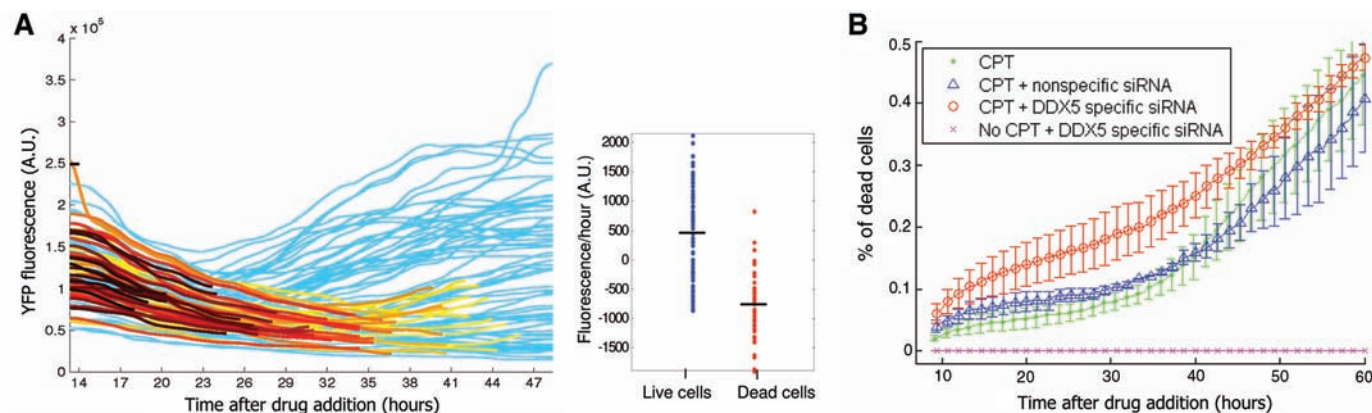 A
x 10⁵
4
3.5
3
2.5
2
1.5
1
0.5
0
YFP fluorescence (A.U.)
14 17 20 23 26 29 32 35 38 41 44 47
Time after drug addition (hours)
2000
1500
1000
500
0
-500
-1000
-1500
Fluorescence/hour (A.U.)
Live cells Dead cells
B
0.5
0.4
0.3
0.2
0.1
0
% of dead cells
CPT
CPT + nonspecific siRNA
CPT + DDX5 specific siRNA
No CPT + DDX5 specific siRNA
10 20 30 40 50 60
Time after drug addition (hours)